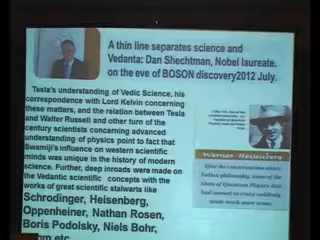 A thin line separates science and
Vedanta: Dan Shechtman, Nobel laureate.
on the eve of BOSON discovery2012 July.
Tesla's understanding of Vedic Science, his
correspondence with Lord Kelvin concerning
these matters, and the relation between Tesla
and Walter Russell and other turn of the
century scientists concerning advanced
understanding of physics point to fact that
Swamiji's influence on western scientific
minds was unique in the history of modern
science. Further, deep inroads were made on
the Vedantic scientific concepts with the
works of great scientific stalwarts like
Schrodinger, Heisenberg,
Oppenheiner, Nathan Rosen,
Boris Podolsky, Niels Bohr,
etc.
Werner Heisenberg
After the conversations about
Indian philosophy, some of the
ideas of Quantum Physics that
had seemed so crazy suddenly
made much more sense.